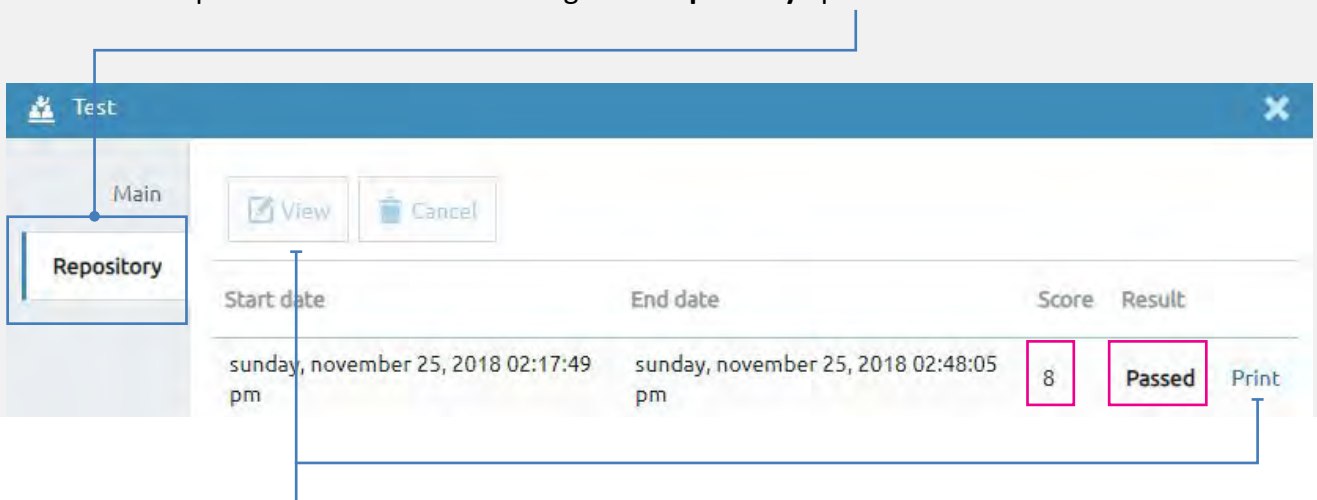 Test
Main
View Cancel
Repository
Start date End date Score Result
sunday, november 25, 2018 02:17:49 sunday, november 25, 2018 02:48:05
8 Passed Print
pm pm